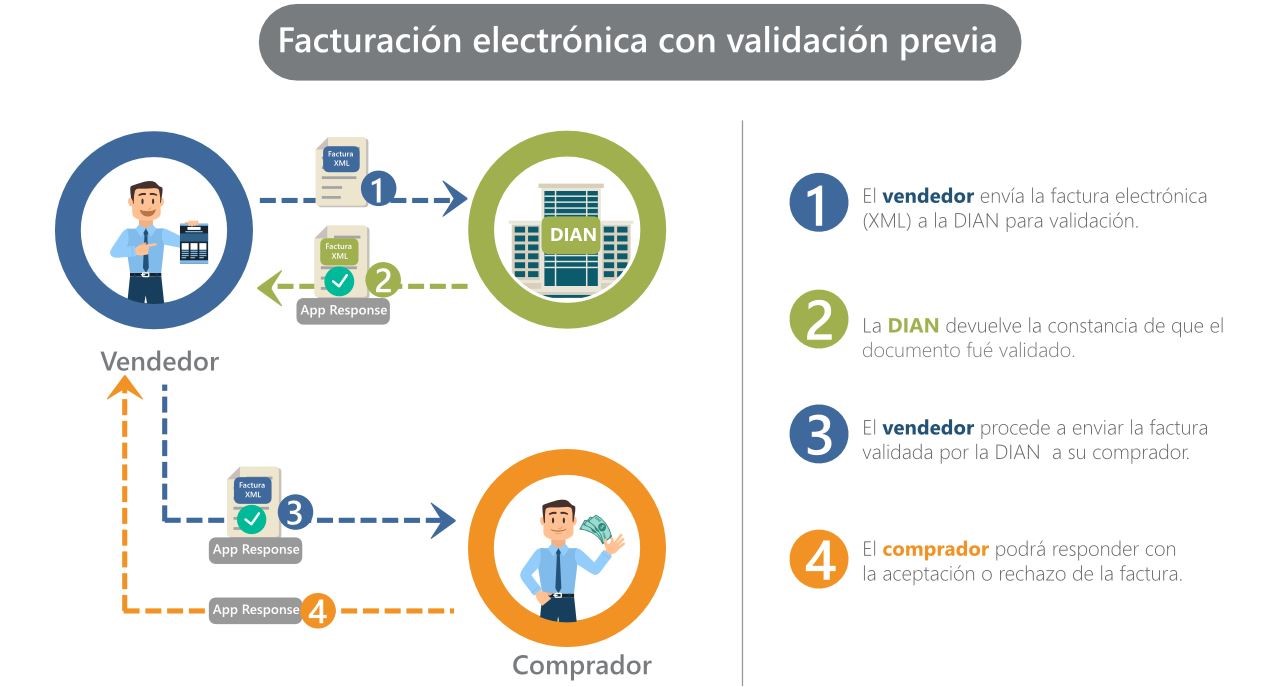 Facturación electrónica con validación previa
Factura
XML
1
DIAN
Factura
XML
2
App Response
Vendedor
Factura
XML
3
App Response
App Response
4
Comprador
1
El vendedor envía la factura electrónica
(XML) a la DIAN para validación.
2
La DIAN devuelve la constancia de que el
documento fué validado.
3
El vendedor procede a enviar la factura
validada por la DIAN a su comprador.
4
El comprador podrá responder con
la aceptación o rechazo de la factura.